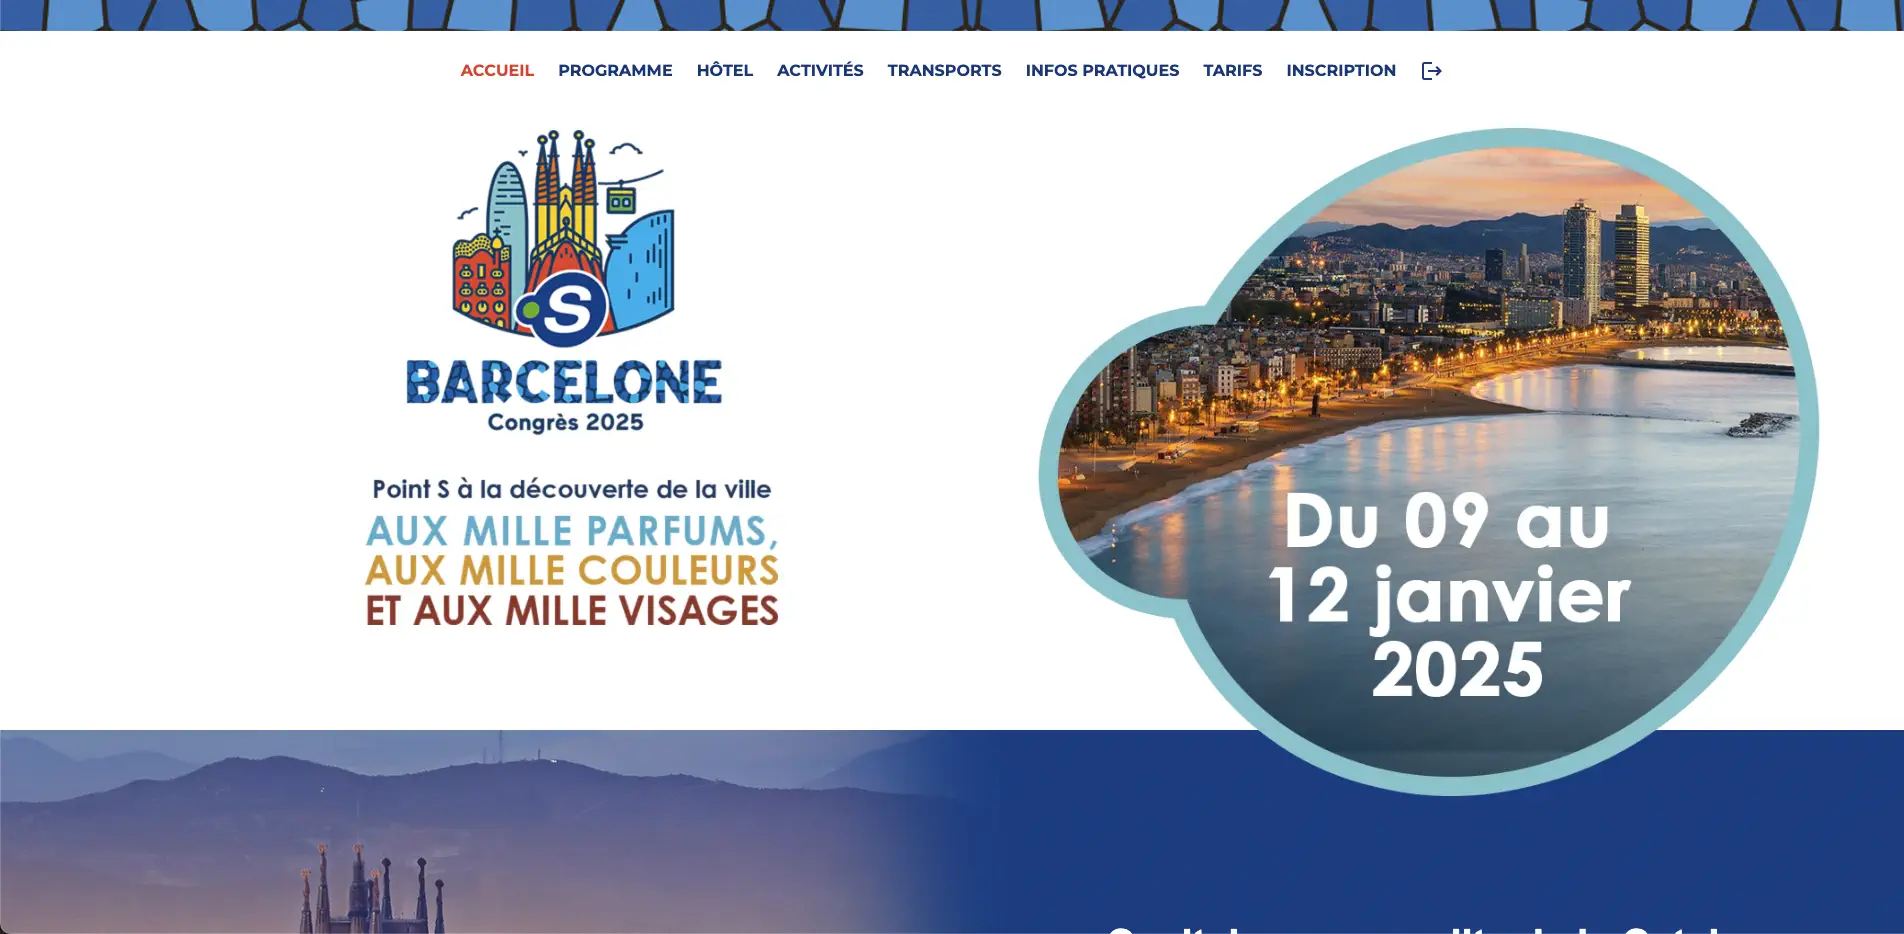 ACCUEIL PROGRAMME HÔTEL ACTIVITÉS TRANSPORTS INFOS PRATIQUES TARIFS INSCRIPTION
S
BARCELONE
Congrès 2025
Point S à la découverte de la ville
AUX MILLE PARFUMS,
AUX MILLE COULEURS
ET AUX MILLE VISAGES
Du 09 au
12 janvier
2025